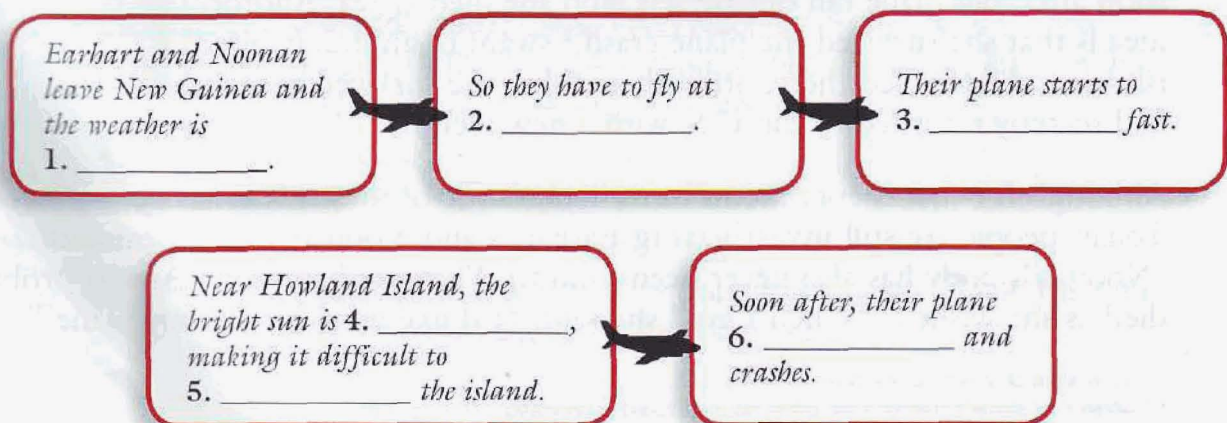 Earhart and Noonan
leave New Guinea and
the weather is
1. ____________.
So they have to fly at
2. ____________.
Their plane starts to
3. ____________ fast.
Near Howland Island, the
bright sun is 4. ____________,
making it difficult to
5. ____________ the island.
Soon after, their plane
6. ____________ and
crashes.